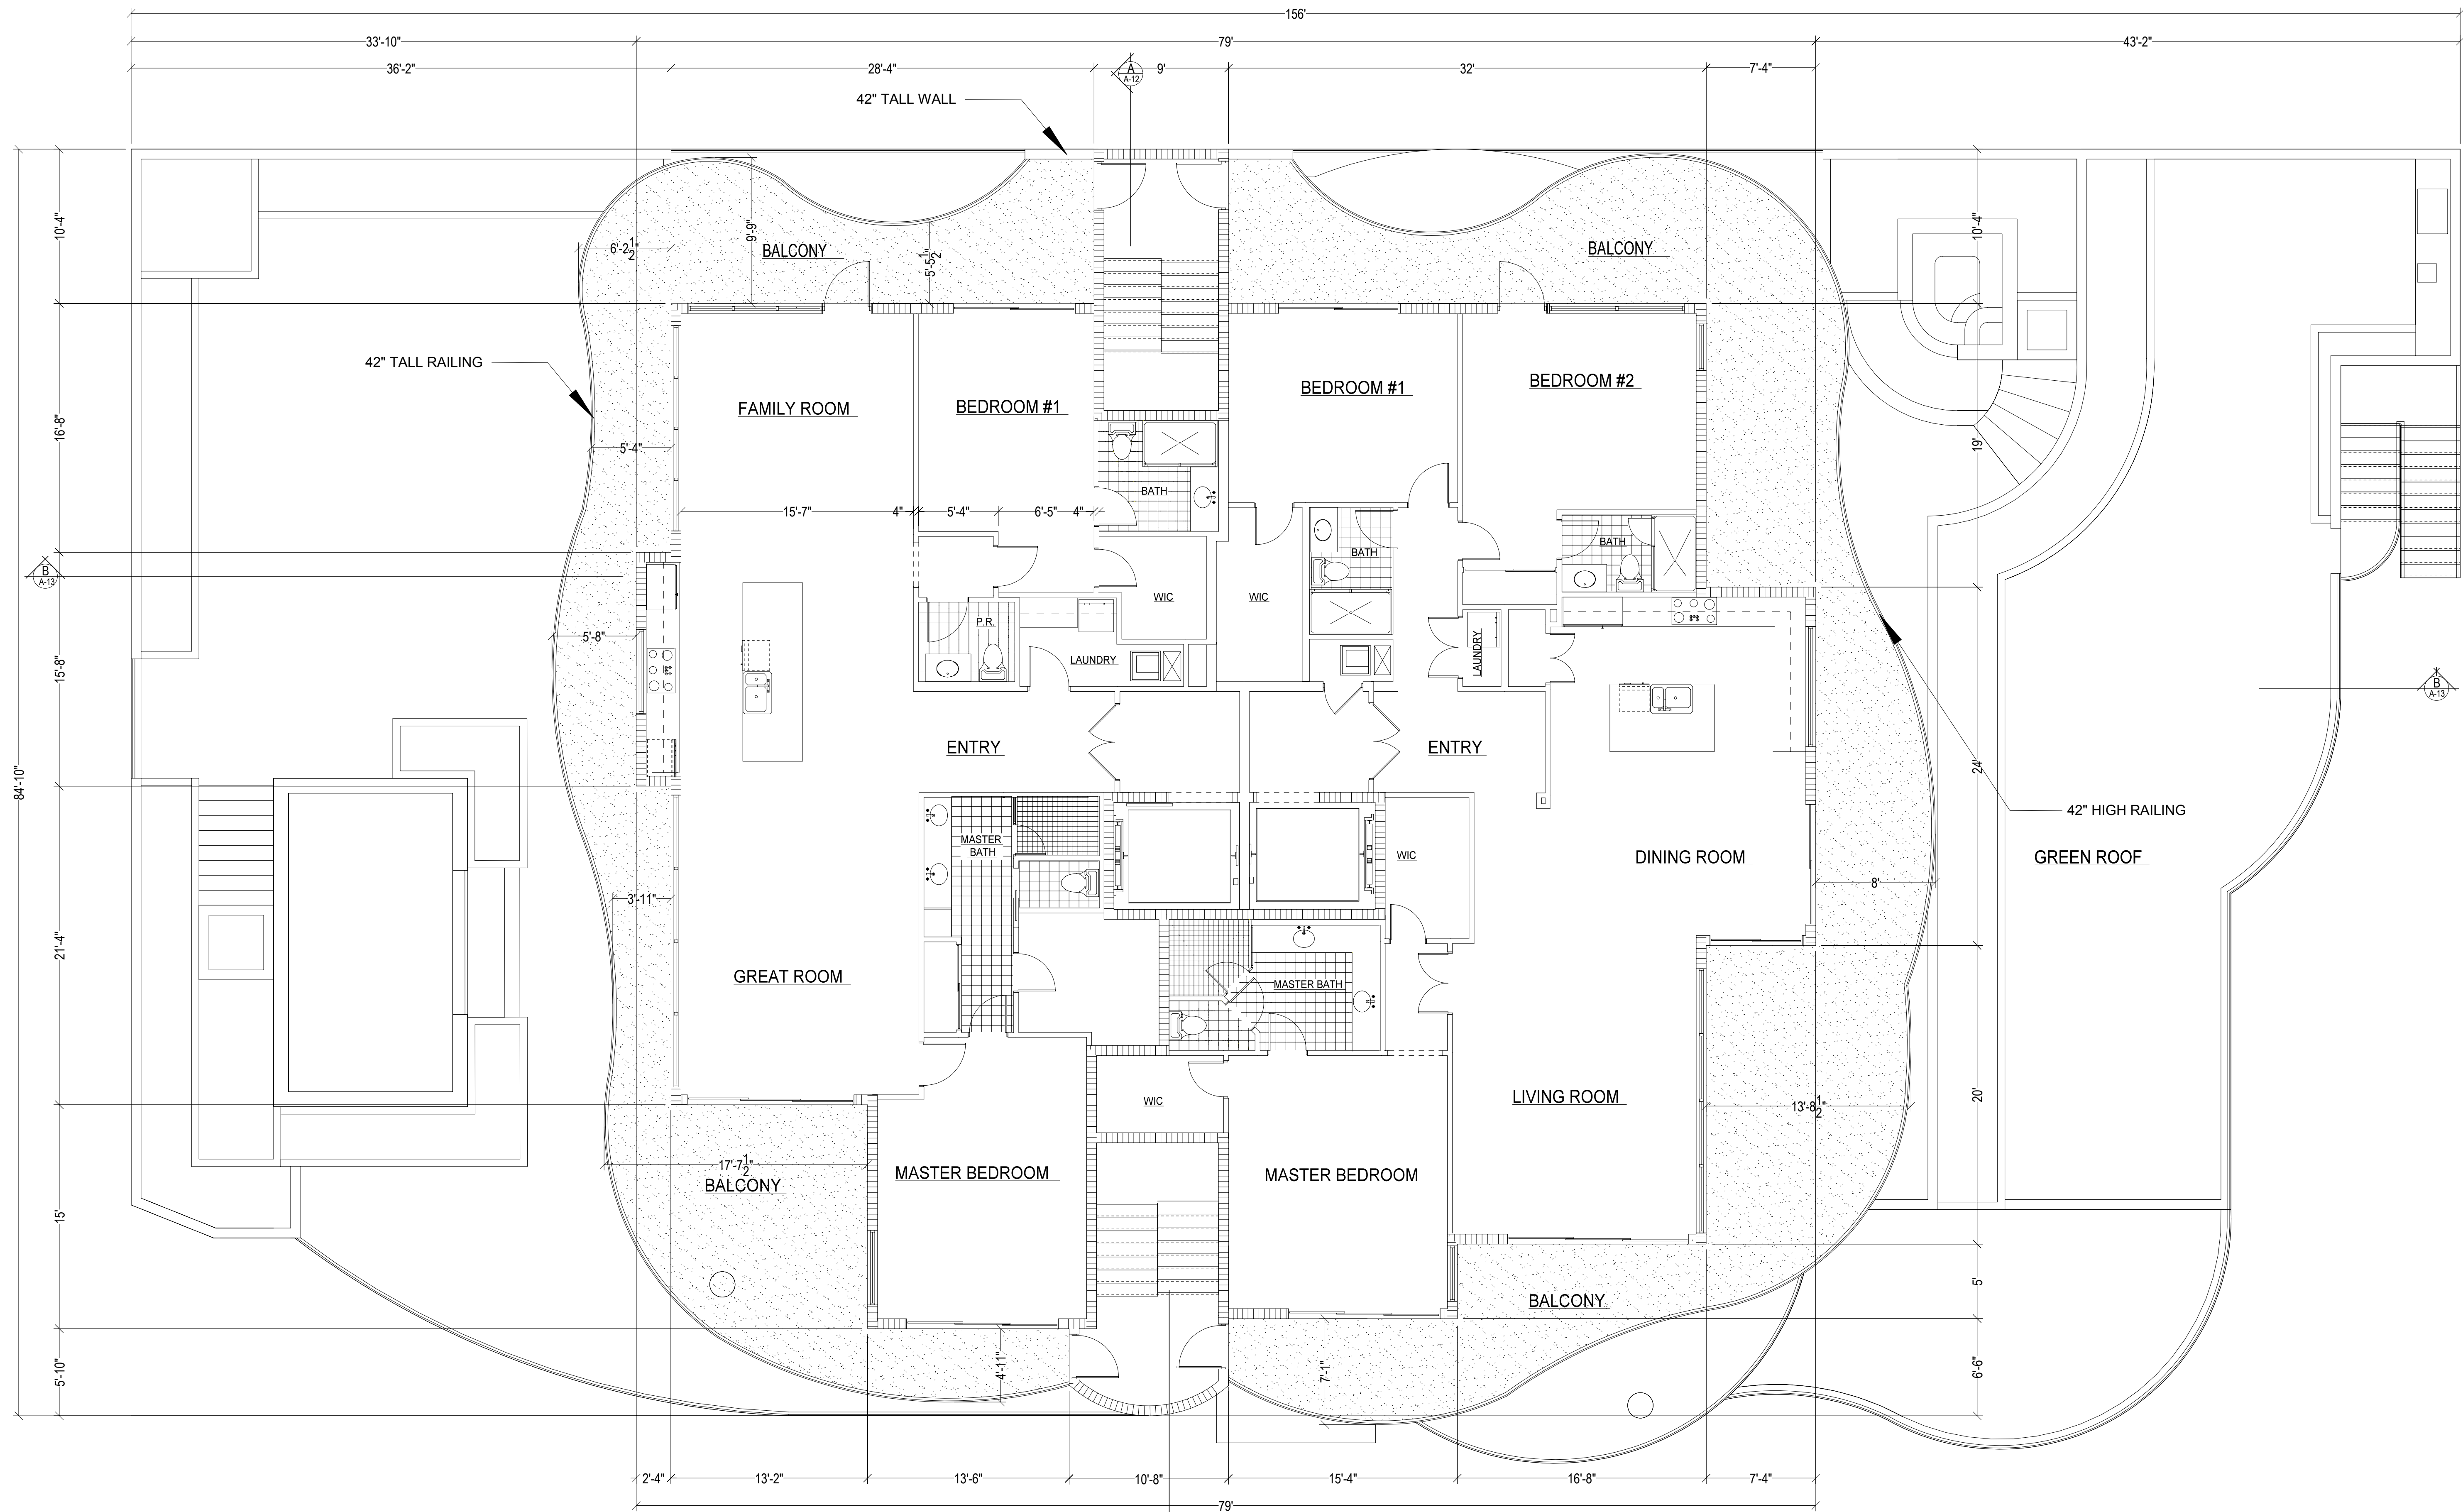 156'
33'-10"
79'
43'-2"
36'-2"
28'-4"
9'
32'
7'-4"
A
A-12
42" TALL WALL
10'-4"
9'-9"
6'-2 1/2"
BALCONY
5'-5 1/2"
BALCONY
10'-4"
42" TALL RAILING
FAMILY ROOM
BEDROOM #1
BEDROOM #1
BEDROOM #2
16'-8"
5'-4"
19'
BATH
15'-7"
4"
5'-4"
6'-5"
4"
BATH
BATH
B
A-13
WIC
WIC
P.R.
5'-8"
15'-8"
LAUNDRY
LAUNDRY
B
A-13
84'-10"
ENTRY
ENTRY
24'
42" HIGH RAILING
MASTER
BATH
WIC
DINING ROOM
GREEN ROOF
8'
3'-11"
21'-4"
GREAT ROOM
MASTER BATH
WIC
LIVING ROOM
20'
13'-8 1/2"
17'-7 1/2"
BALCONY
MASTER BEDROOM
MASTER BEDROOM
15'
5'
BALCONY
5'-10"
4'-11"
7'-1"
6'-6"
2'-4"
13'-2"
13'-6"
10'-8"
15'-4"
16'-8"
7'-4"
79'